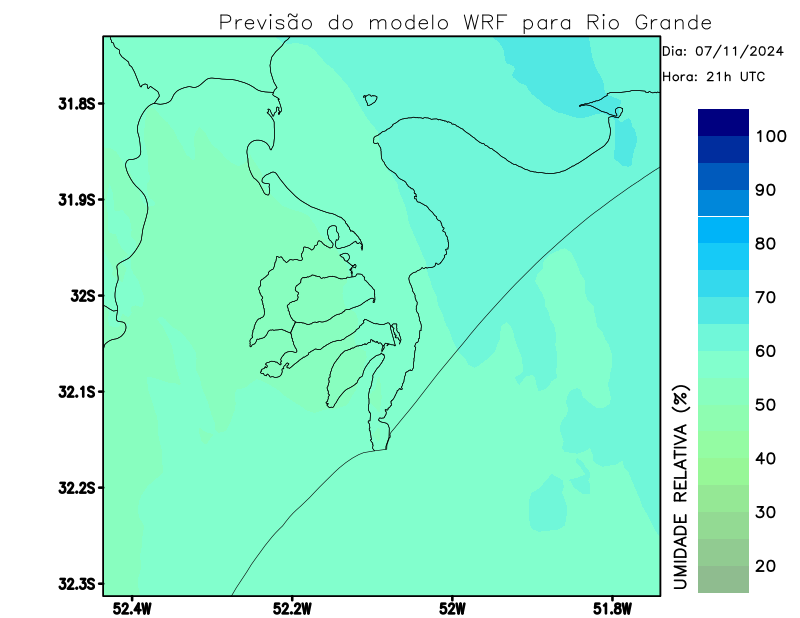 Previsão do modelo WRF para Rio Grande
Dia: 07/11/2024
Hora: 21h UTC
31.8S
31.9S
32S
32.1S
32.2S
32.3S
52.4W
52.2W
52W
51.8W
100
90
80
70
60
50
40
30
20
UMIDADE RELATIVA (%)